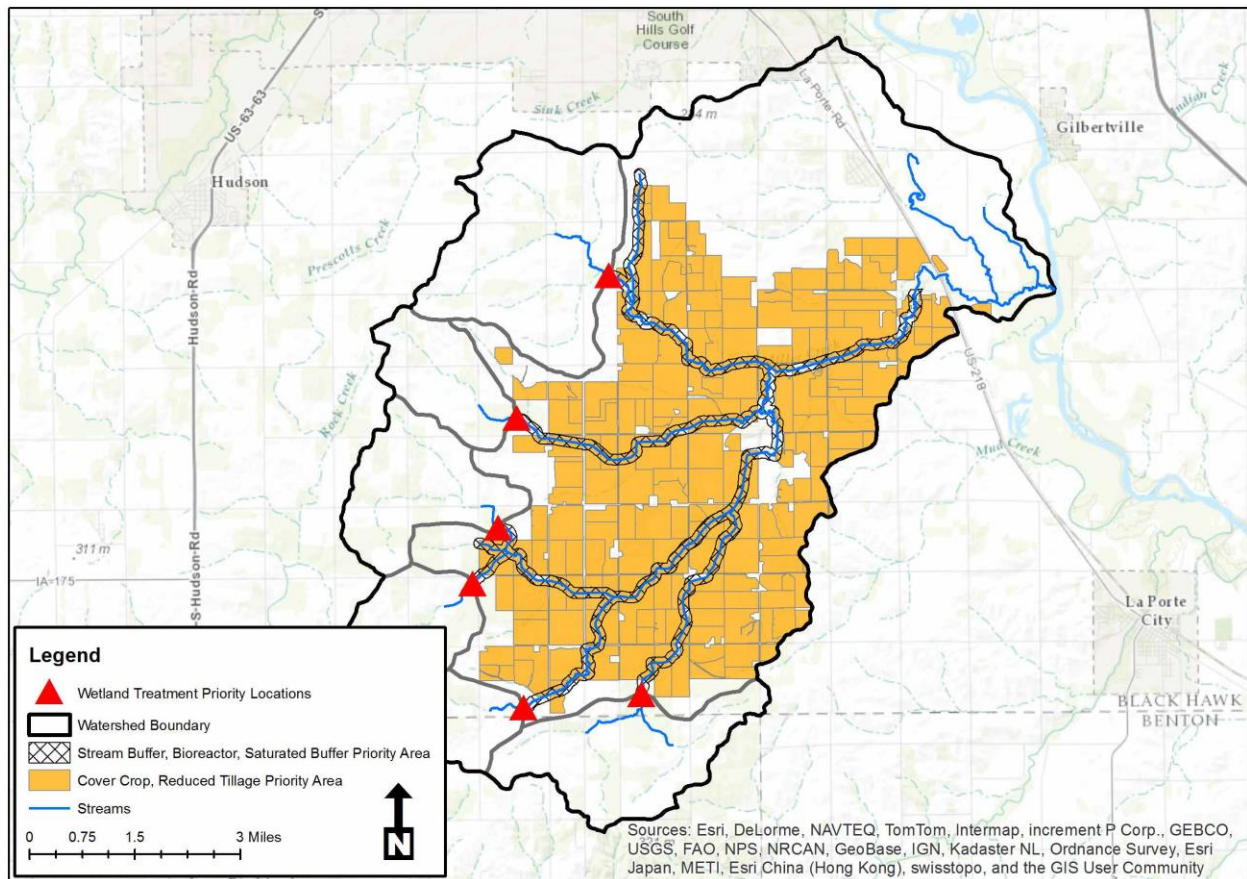 South
Hills Golf
Course
US-63-63
Sink Creek
La Porte Rd
Indian Creek
Gilbertville
Hudson
Prescotts Creek
Hudson-Rd
Rock Creek
US-218
Mud Creek
311 m
IA-175
S-Hudson-Rd
La Porte
City
BLACK HAWK
BENTON
Legend
Wetland Treatment Priority Locations
Watershed Boundary
Stream Buffer, Bioreactor, Saturated Buffer Priority Area
Cover Crop, Reduced Tillage Priority Area
Streams
0 0.75 1.5 3 Miles
N
Sources: Esri, DeLorme, NAVTEQ, TomTom, Intermap, increment P Corp., GEBCO,
USGS, FAO, NPS, NRCAN, GeoBase, IGN, Kadaster NL, Ordnance Survey, Esri
Japan, METI, Esri China (Hong Kong), swisstopo, and the GIS User Community